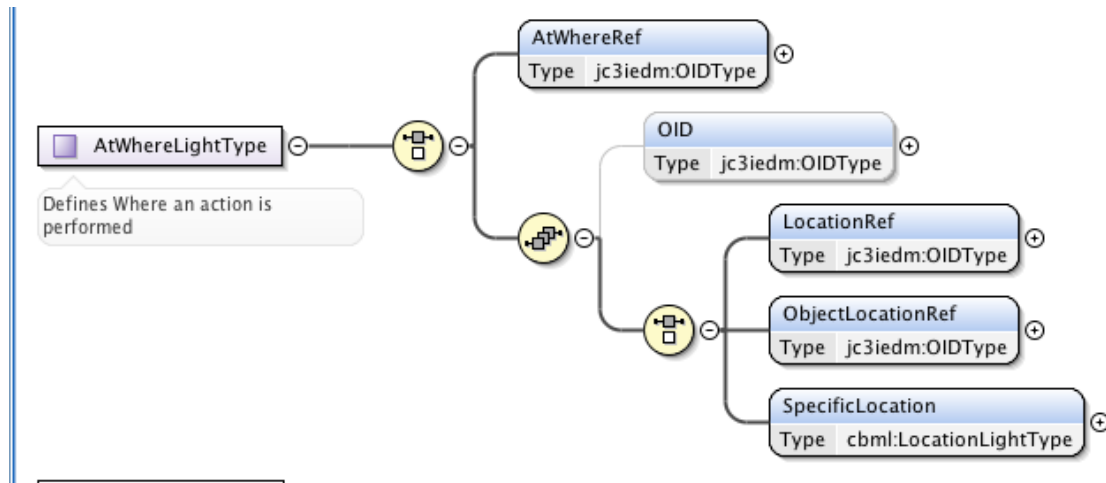 AtWhereRef
Type jc3iedm:OIDType
AtWhereLightType
OID
Type jc3iedm:OIDType
Defines Where an action is
performed
LocationRef
Type jc3iedm:OIDType
ObjectLocationRef
Type jc3iedm:OIDType
SpecificLocation
Type cbml:LocationLightType